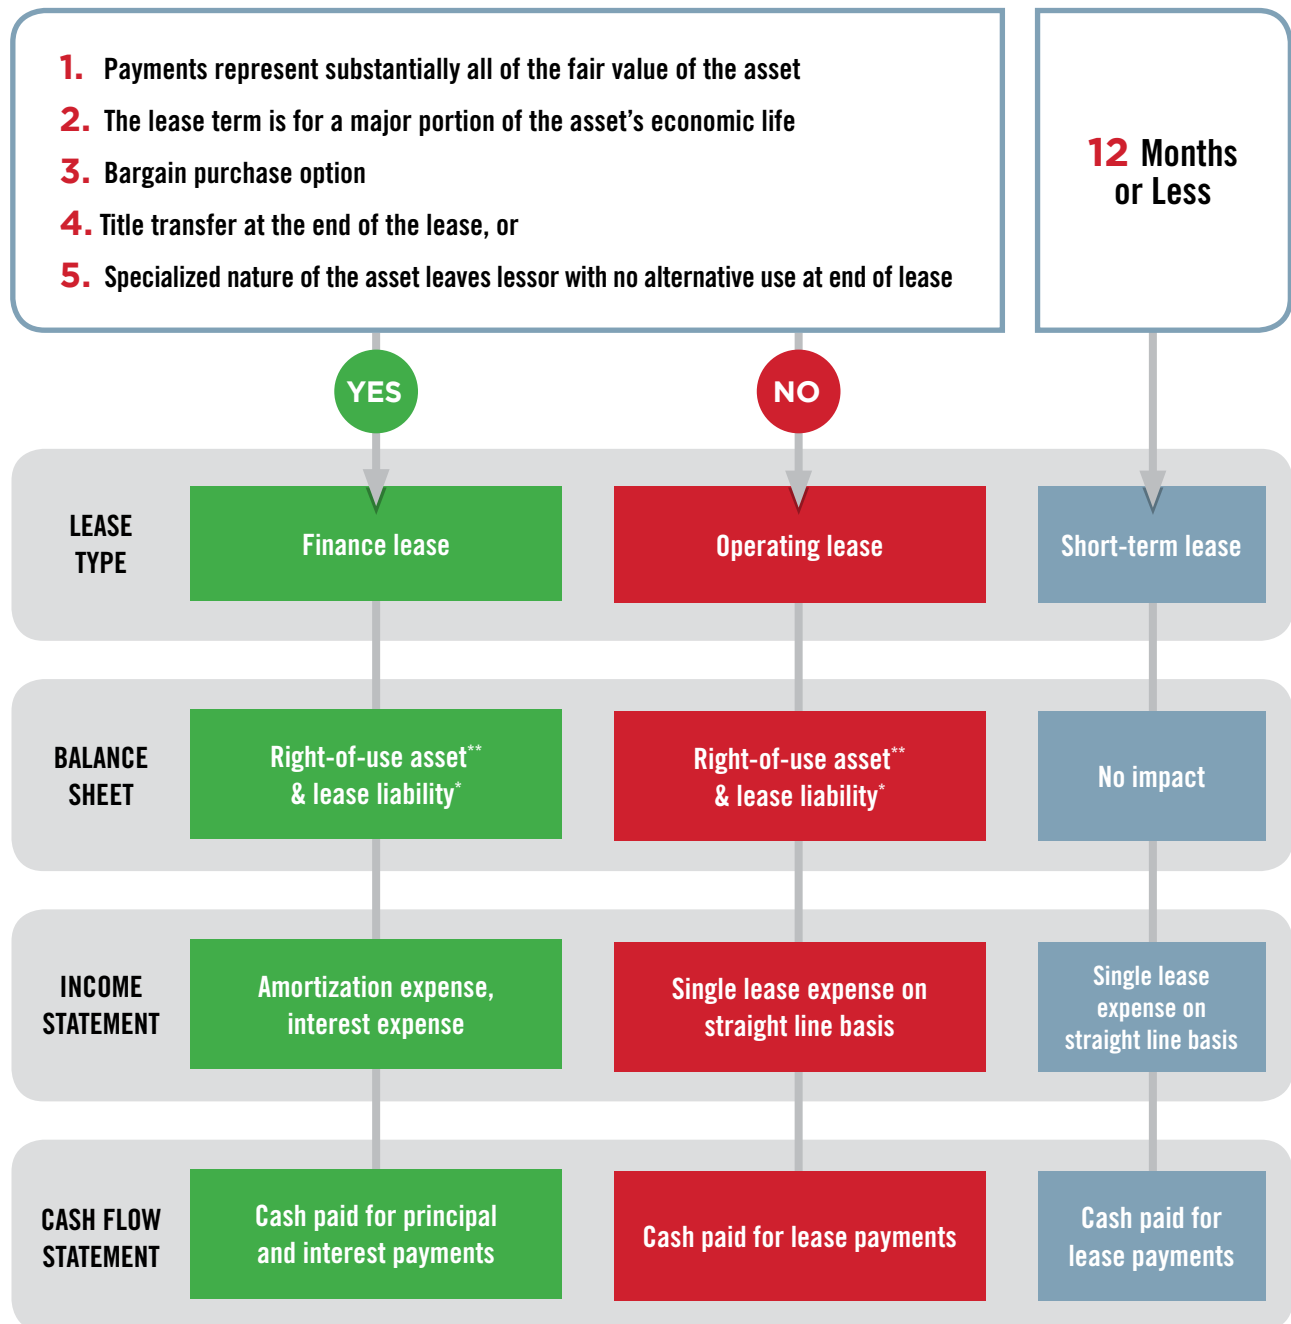 1. Payments represent substantially all of the fair value of the asset
2. The lease term is for a major portion of the asset’s economic life
3. Bargain purchase option
4. Title transfer at the end of the lease, or
5. Specialized nature of the asset leaves lessor with no alternative use at end of lease
12 Months
or Less
YES
NO
LEASE
TYPE
Finance lease
Operating lease
Short-term lease
BALANCE
SHEET
Right-of-use asset**
& lease liability*
Right-of-use asset**
& lease liability*
No impact
INCOME
STATEMENT
Amortization expense,
interest expense
Single lease expense on
straight line basis
Single lease
expense on
straight line basis
CASH FLOW
STATEMENT
Cash paid for principal
and interest payments
Cash paid for lease payments
Cash paid for
lease payments